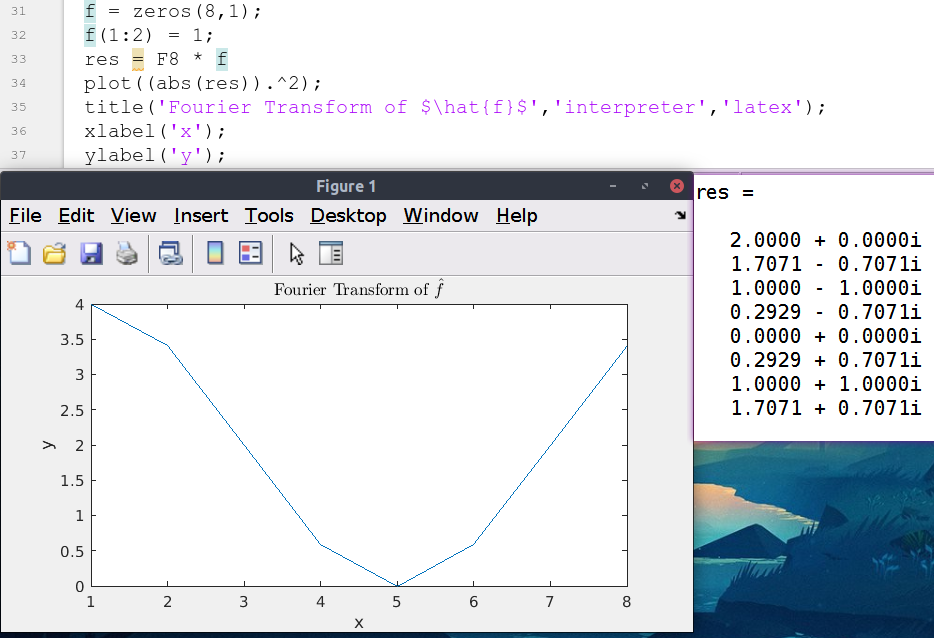 31 f = zeros(8,1);
32 f(1:2) = 1;
33 res = F8 * f
34 plot((abs(res)).^2);
35 title('Fourier Transform of $\hat{f}$','interpreter','latex');
36 xlabel('x');
37 ylabel('y');
Figure 1
File Edit View Insert Tools Desktop Window Help
Fourier Transform of f̂
4
3.5
3
2.5
2
1.5
1
0.5
0
y
1 2 3 4 5 6 7 8
x
res =
2.0000 + 0.0000i
1.7071 - 0.7071i
1.0000 - 1.0000i
0.2929 - 0.7071i
0.0000 + 0.0000i
0.2929 + 0.7071i
1.0000 + 1.0000i
1.7071 + 0.7071i